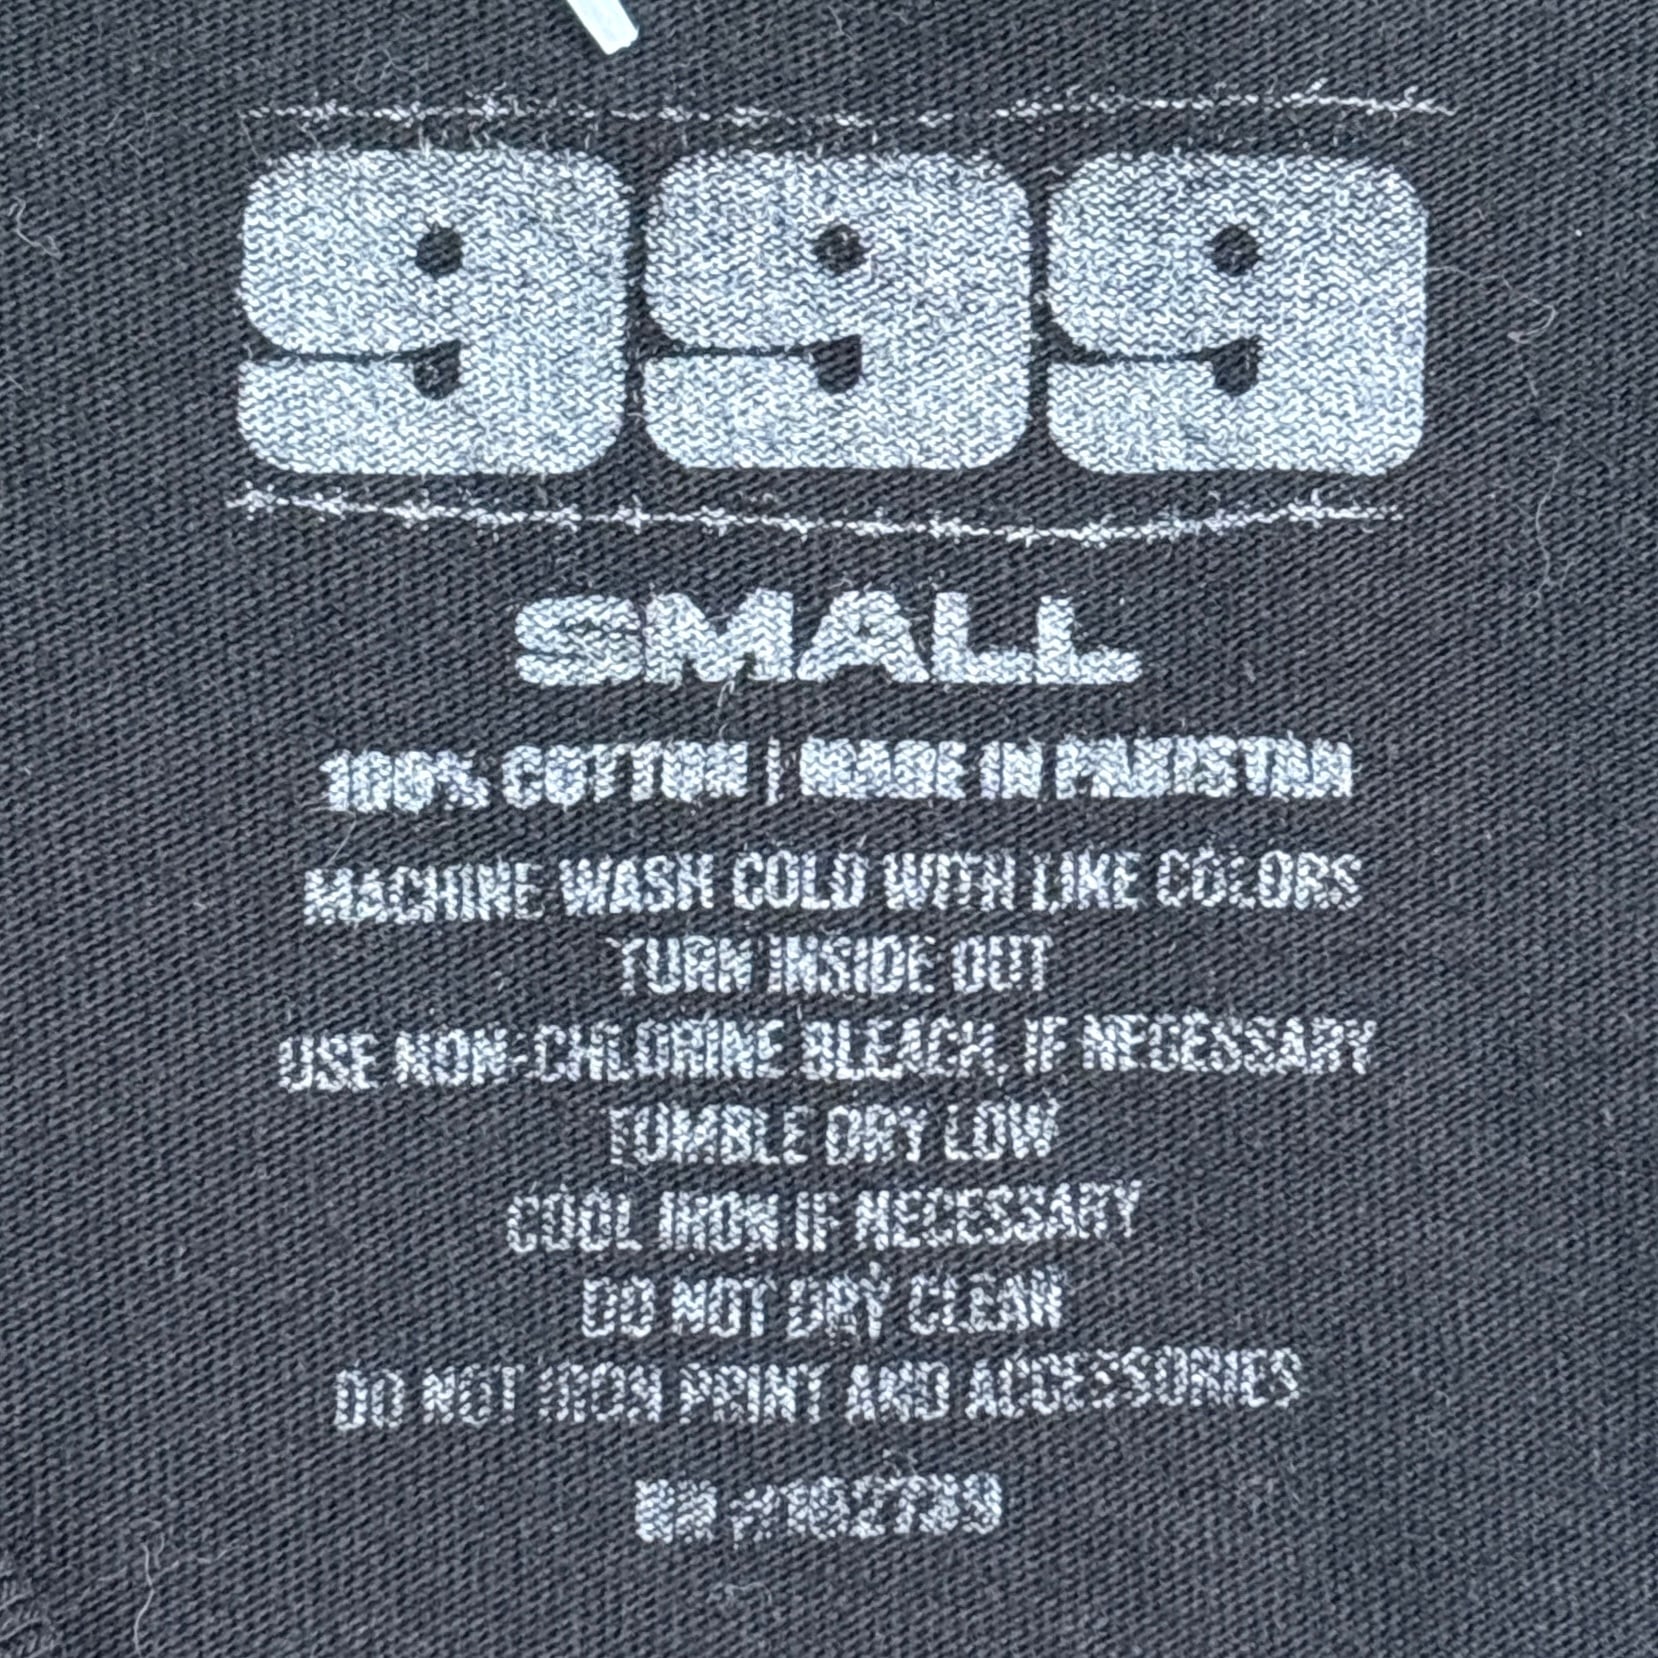 999
SMALL
100% COTTON | MADE IN PAKISTAN
MACHINE WASH COLD WITH LIKE COLORS
TURN INSIDE OUT
USE NON-CHLORINE BLEACH, IF NECESSARY
TUMBLE DRY LOW
COOL IRON IF NECESSARY
DO NOT DRY CLEAN
DO NOT IRON PRINT AND ACCESSORIES
RN